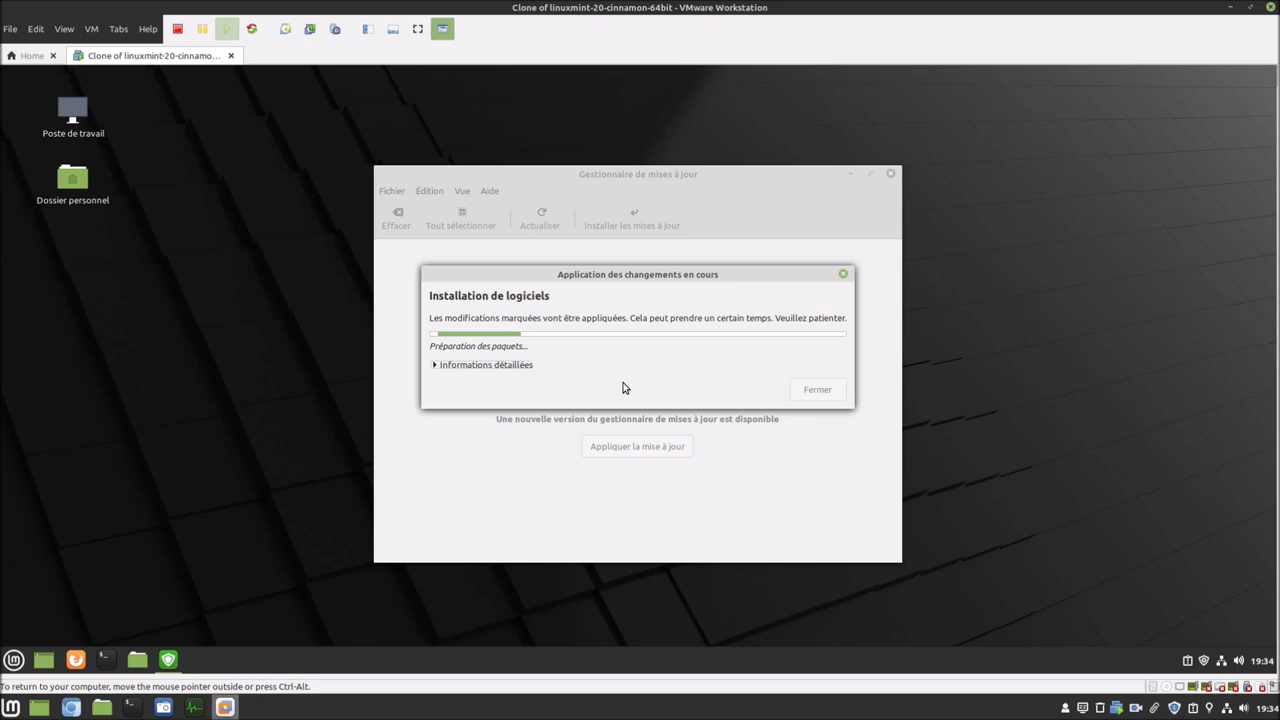 Clone of linuxmint-20-cinnamon-64bit - VMware Workstation
File Edit View VM Tabs Help
Home Clone of linuxmint-20-cinnamo...
Poste de travail
Dossier personnel
Gestionnaire de mises à jour
Fichier Édition Vue Aide
Effacer Tout sélectionner Actualiser Installer les mises à jour
Application des changements en cours
Installation de logiciels
Les modifications marquées vont être appliquées. Cela peut prendre un certain temps. Veuillez patienter.
Préparation des paquets...
Informations détaillées
Fermer
Une nouvelle version du gestionnaire de mises à jour est disponible
Appliquer la mise à jour
19:34
To return to your computer, move the mouse pointer outside or press Ctrl-Alt.
19:34